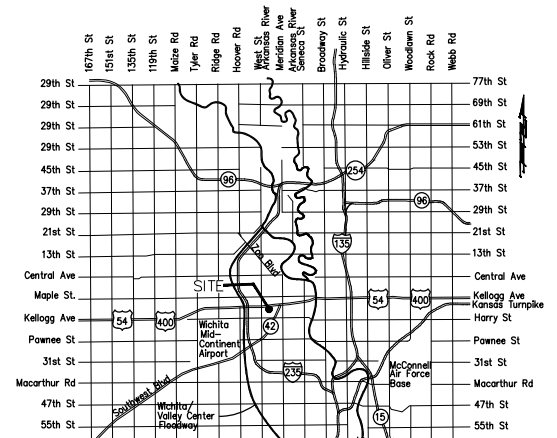 167th St
151st St
135th St
119th St
Maize Rd
Tyler Rd
Ridge Rd
Hoover Rd
West St
Arkansas River
Meridian Ave
Arkansas River
Seneca St
Broadway St
Hydraulic St
Hillside St
Oliver St
Woodlawn St
Rock Rd
Webb Rd
29th St
29th St
29th St
29th St
45th St
37th St
29th St
21st St
13th St
Central Ave
Maple St.
Kellogg Ave
Pawnee St
31st St
Macarthur Rd
47th St
55th St
77th St
69th St
61th St
53th St
45th St
37th St
29th St
21st St
13th St
Central Ave
Kellogg Ave
Kansas Turnpike
Harry St
Pawnee St
31st St
Macarthur Rd
47th St
55th St
96
254
96
135
Zoo Blvd
SITE
54
400
54
400
42
Wichita
Mid-
Continent
Airport
235
McConnell
Air Force
Base
Southwest Blvd
Wichita/
Valley Center
Floodway
15